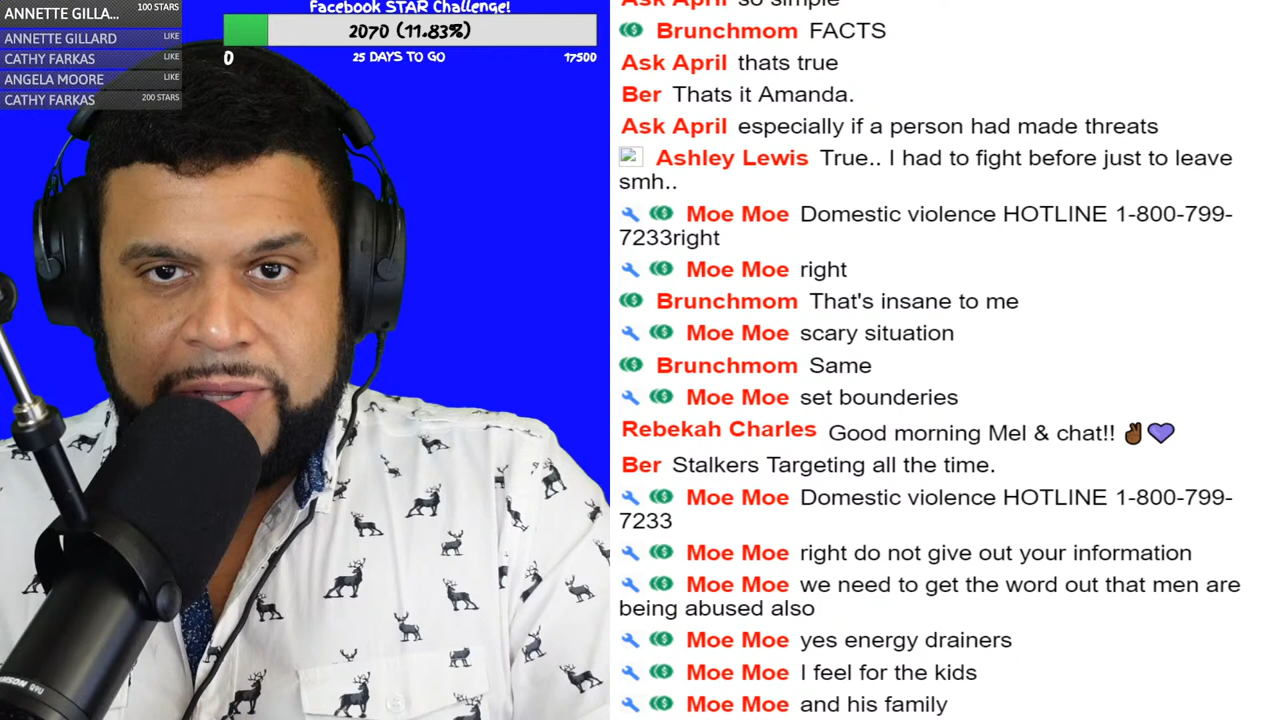 ANNETTE GILLA... 100 STARS
ANNETTE GILLARD LIKE
CATHY FARKAS LIKE
ANGELA MOORE LIKE
CATHY FARKAS 200 STARS
Facebook STAR Challenge!
2070 (11.83%)
0 25 DAYS TO GO 17500
Ask April so simple
Brunchmom FACTS
Ask April thats true
Ber Thats it Amanda.
Ask April especially if a person had made threats
Ashley Lewis True.. I had to fight before just to leave
smh..
Moe Moe Domestic violence HOTLINE 1-800-799-
7233right
Moe Moe right
Brunchmom That's insane to me
Moe Moe scary situation
Brunchmom Same
Moe Moe set bounderies
Rebekah Charles Good morning Mel & chat!! ✌🏾💜
Ber Stalkers Targeting all the time.
Moe Moe Domestic violence HOTLINE 1-800-799-
7233
Moe Moe right do not give out your information
Moe Moe we need to get the word out that men are
being abused also
Moe Moe yes energy drainers
Moe Moe I feel for the kids
Moe Moe and his family